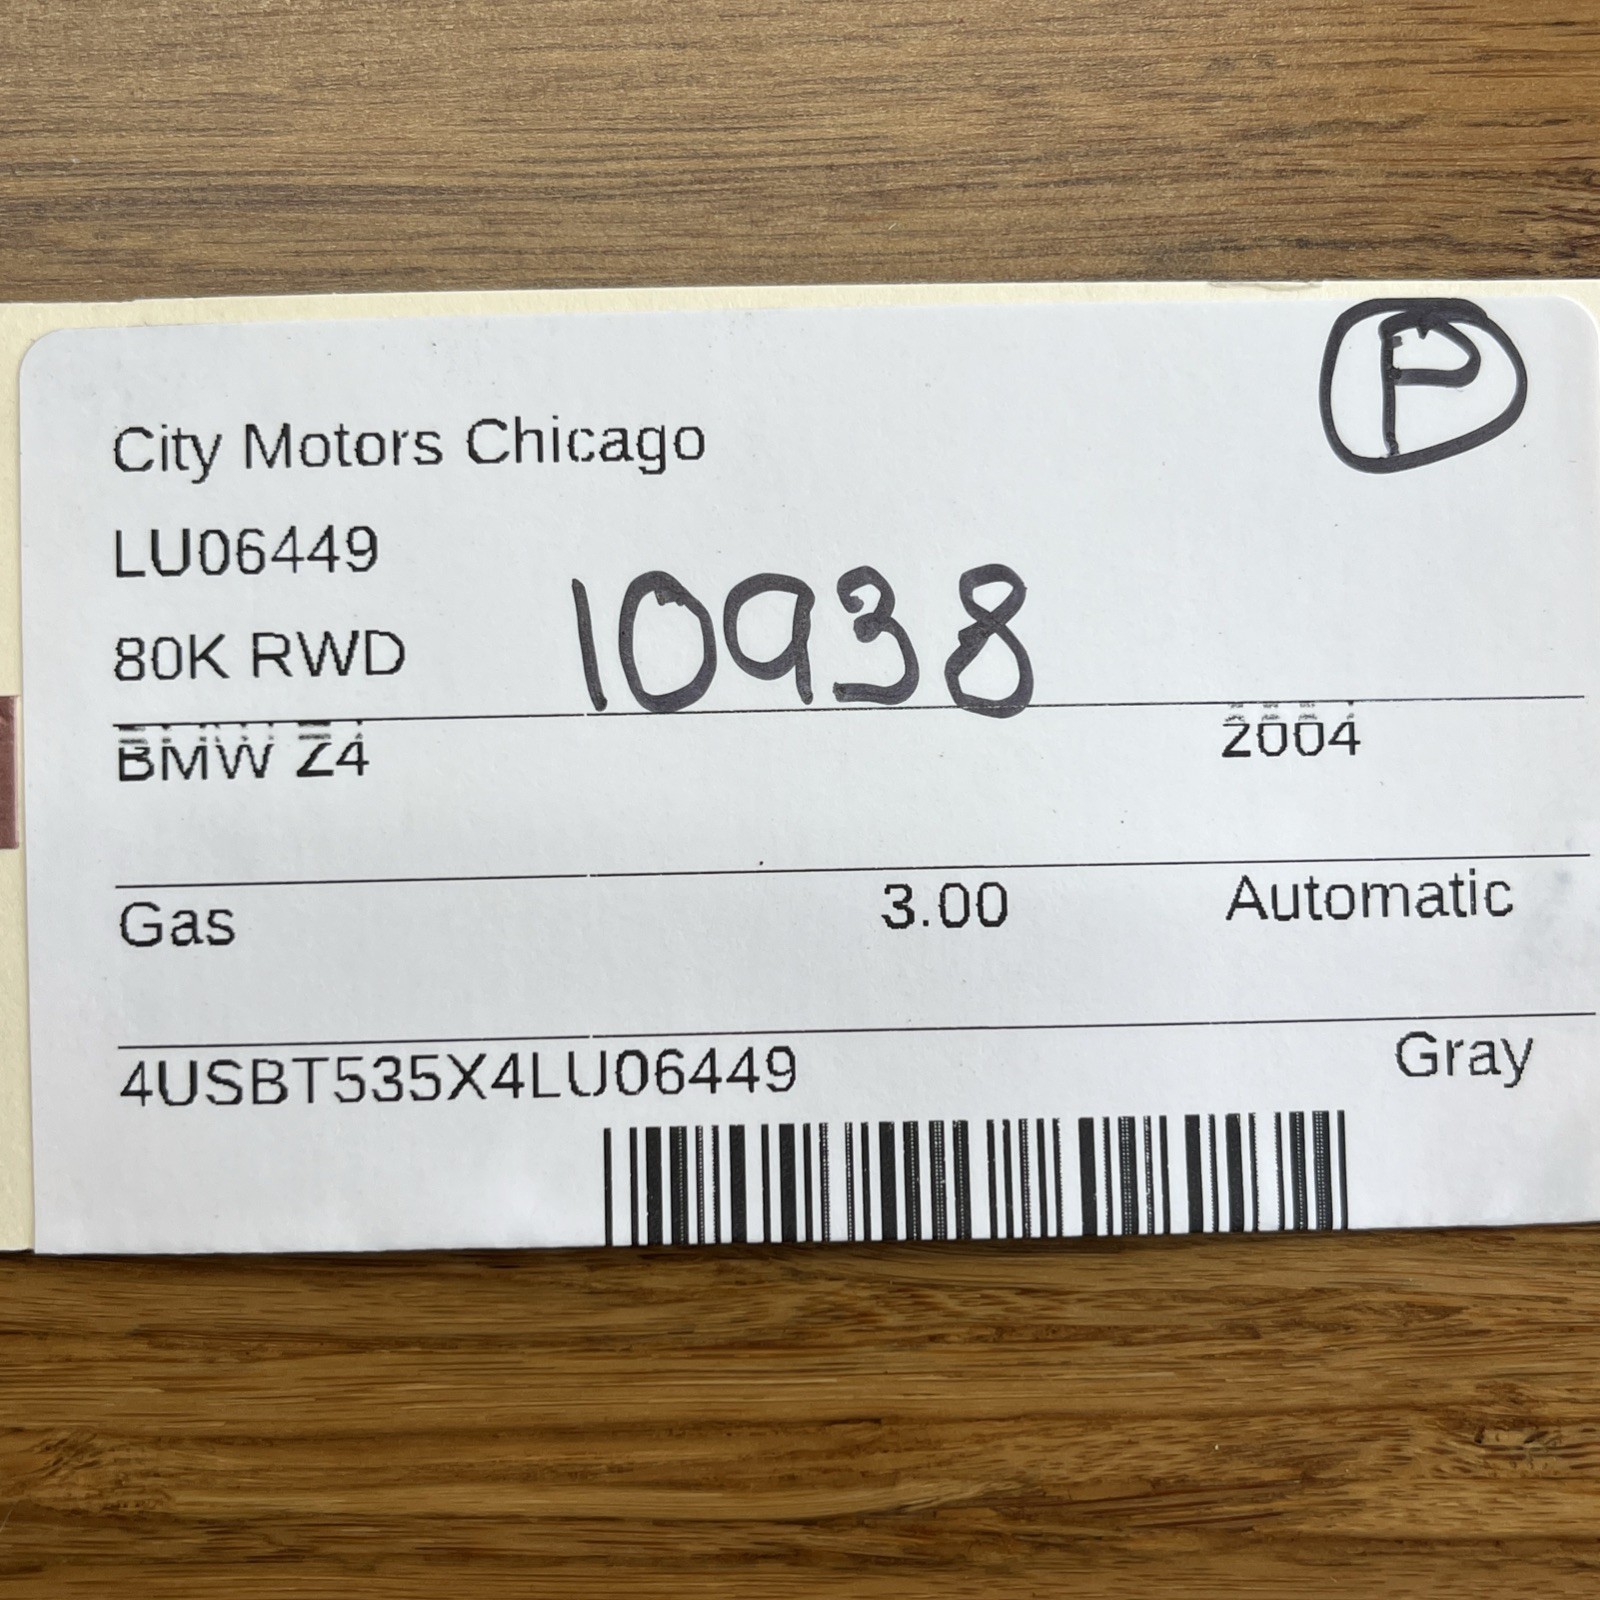 P
City Motors Chicago
LU06449
10938
80K RWD
BMW Z4 2004
Gas 3.00 Automatic
4USBT535X4LU06449 Gray